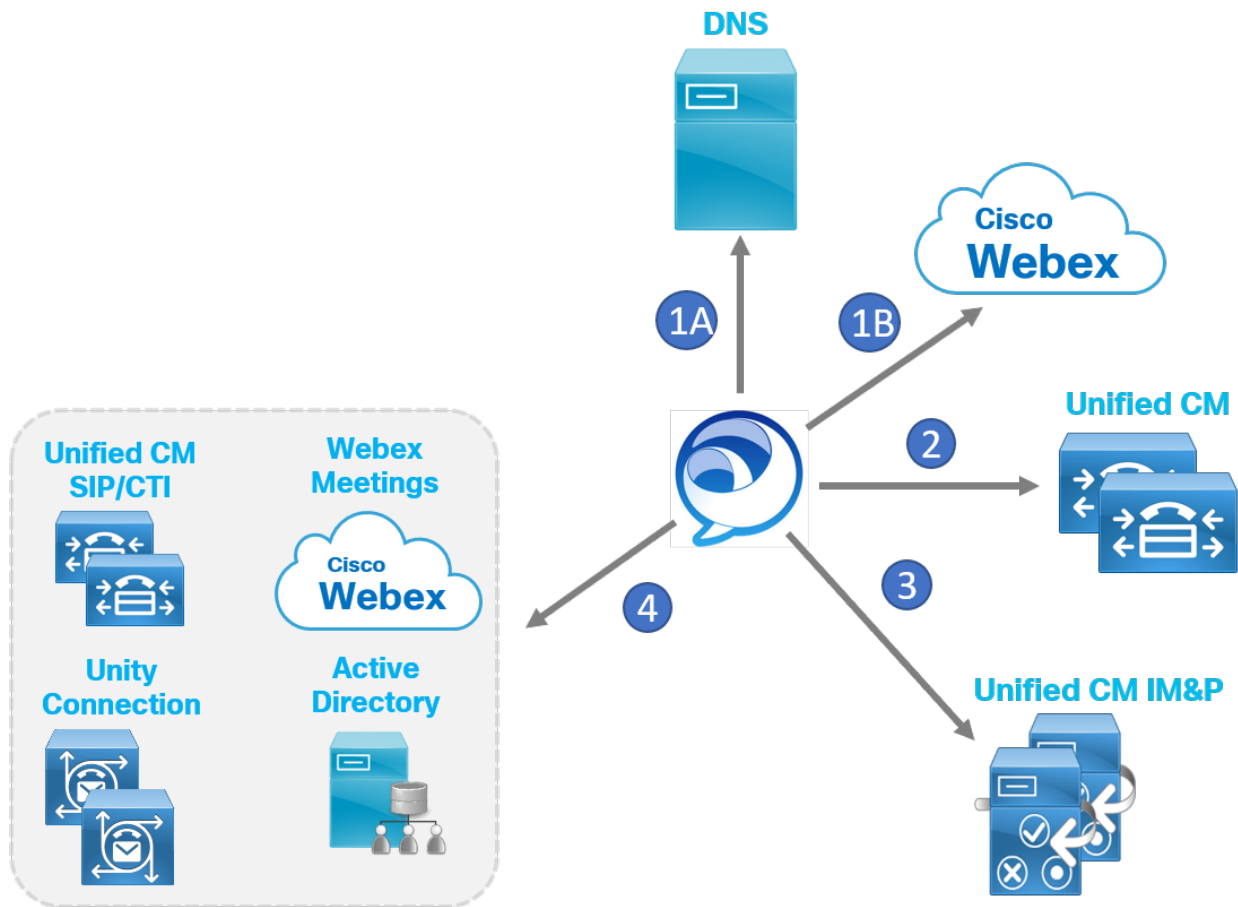 DNS
Cisco
Webex
1A
1B
Unified CM
2
Unified CM
SIP/CTI
Webex
Meetings
Cisco
Webex
3
4
Unity
Connection
Active
Directory
Unified CM IM&P